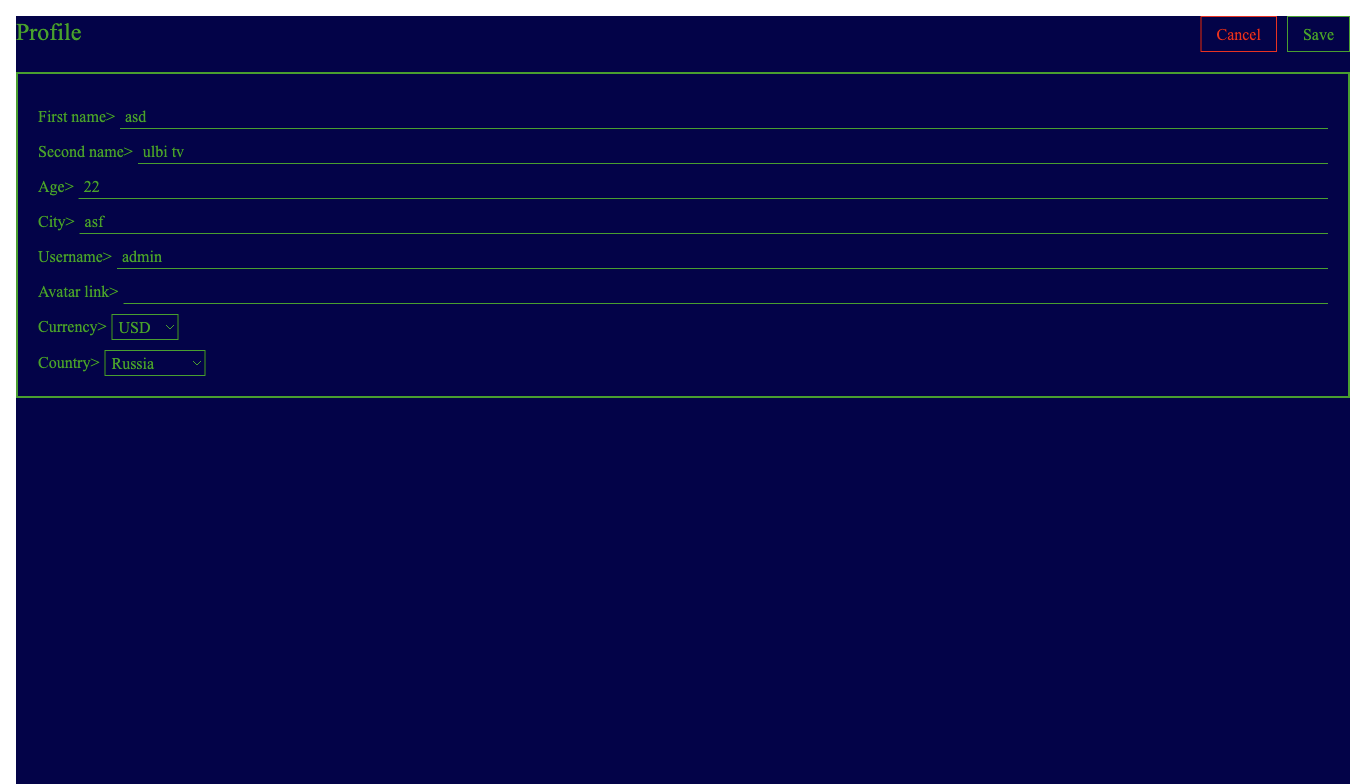 Profile
Cancel
Save
First name> asd
Second name> ulbi tv
Age> 22
City> asf
Username> admin
Avatar link>
Currency> USD
Country> Russia